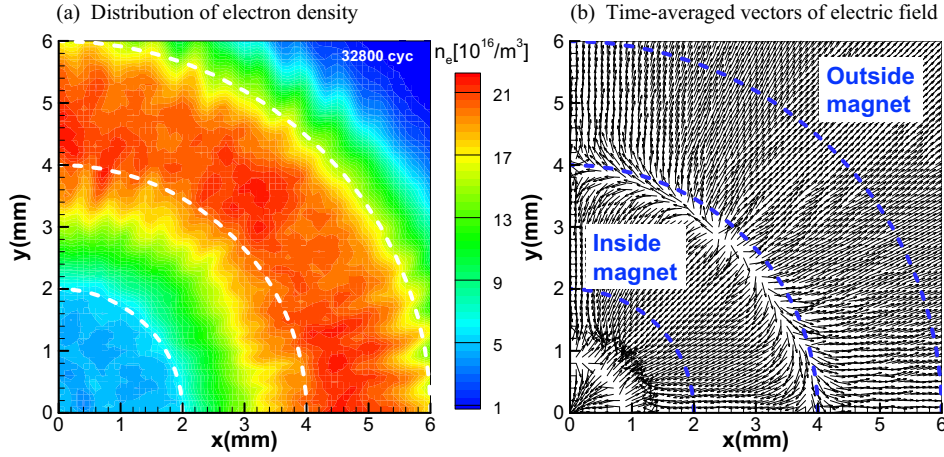 (a) Distribution of electron density
(b) Time-averaged vectors of electric field
32800 cyc
n_e[10^16/m^3]
21
17
13
9
5
1
y(mm)
6
5
4
3
2
1
0
0 1 2 3 4 5 6
x(mm)
Outside
magnet
Inside
magnet
y(mm)
6
5
4
3
2
1
0
0 1 2 3 4 5 6
x(mm)